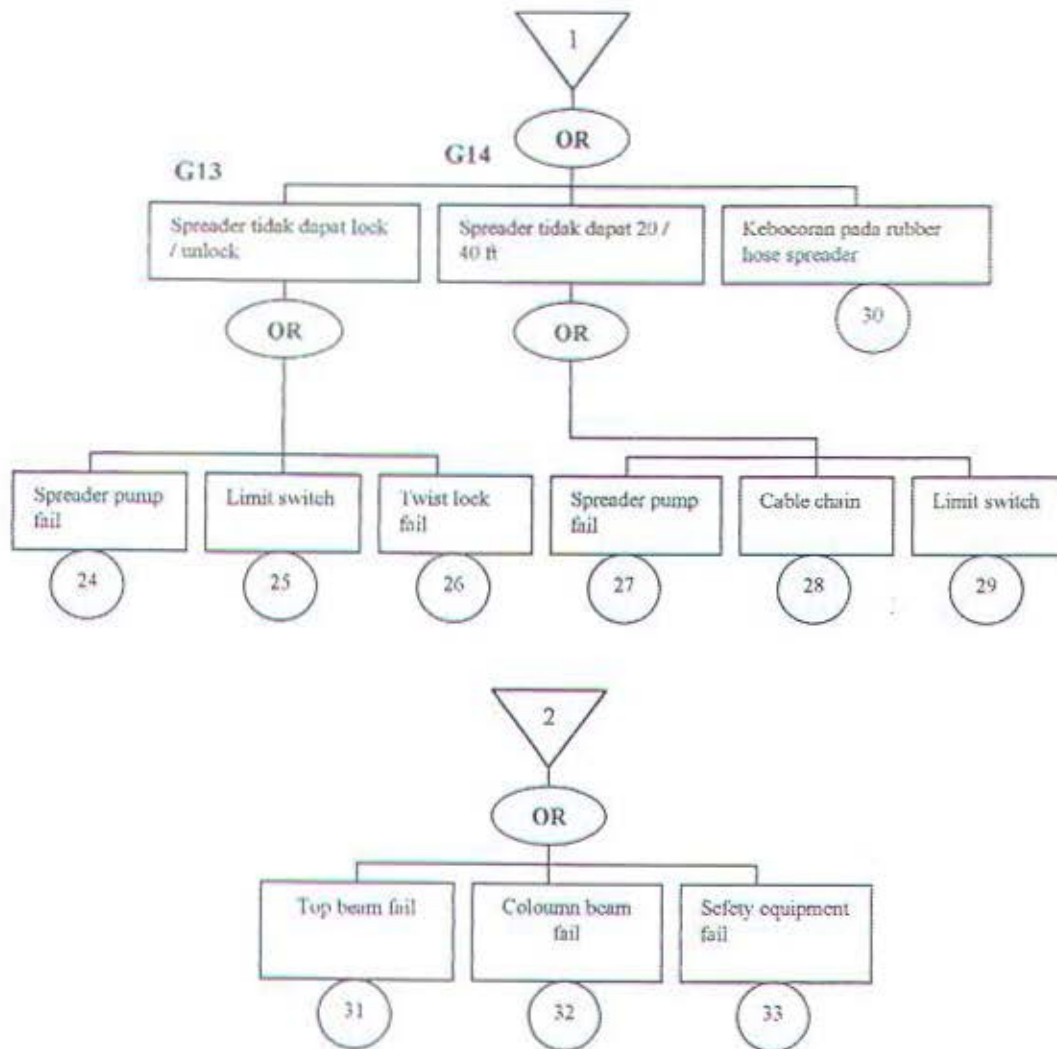 1
OR
G13
G14
Spreader tidak dapat lock
/ unlock
Spreader tidak dapat 20 /
40 ft
Kebocoran pada rubber
hose spreader
OR
OR
30
Spreader pump
fail
Limit switch
Twist lock
fail
Spreader pump
fail
Cable chain
Limit switch
24
25
26
27
28
29
2
OR
Top beam fail
Coloumn beam
fail
Sefety equipment
fail
31
32
33